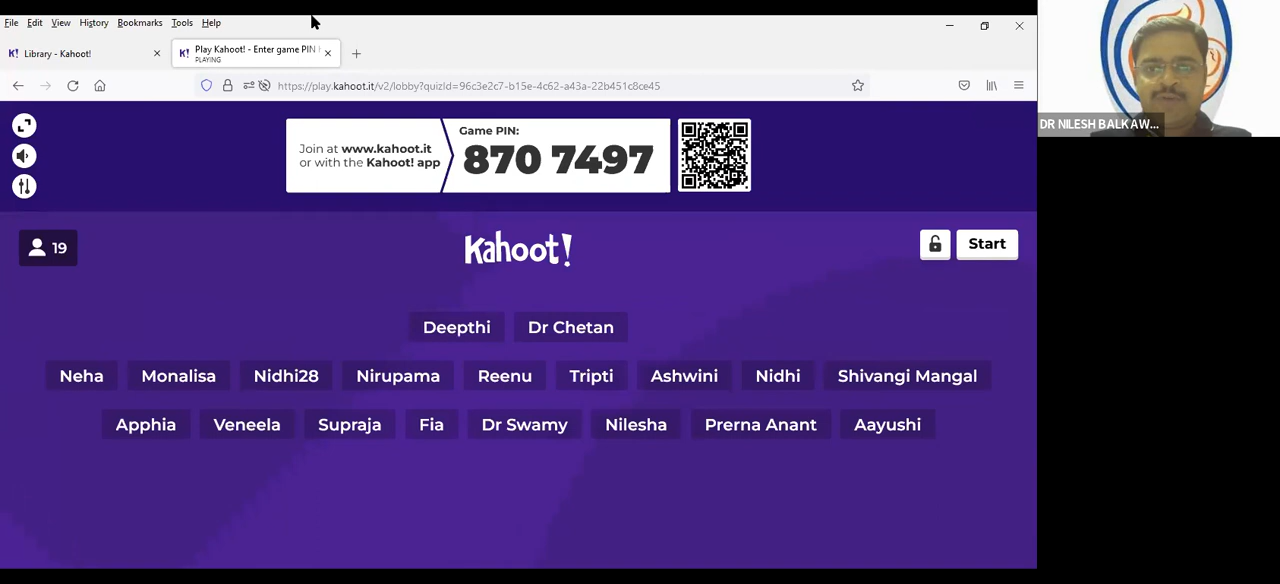 File Edit View History Bookmarks Tools Help
Library - Kahoot!
Play Kahoot! - Enter game PIN
PLAYING
https://play.kahoot.it/v2/lobby?quizId=96c3e2c7-b15e-4c62-a43a-22b451c8ce45
Join at www.kahoot.it
or with the Kahoot! app
Game PIN:
870 7497
19
Kahoot!
Start
Deepthi Dr Chetan
Neha Monalisa Nidhi28 Nirupama Reenu Tripti Ashwini Nidhi Shivangi Mangal
Apphia Veneela Supraja Fia Dr Swamy Nilesha Prerna Anant Aayushi
DR NILESH BALKAW...